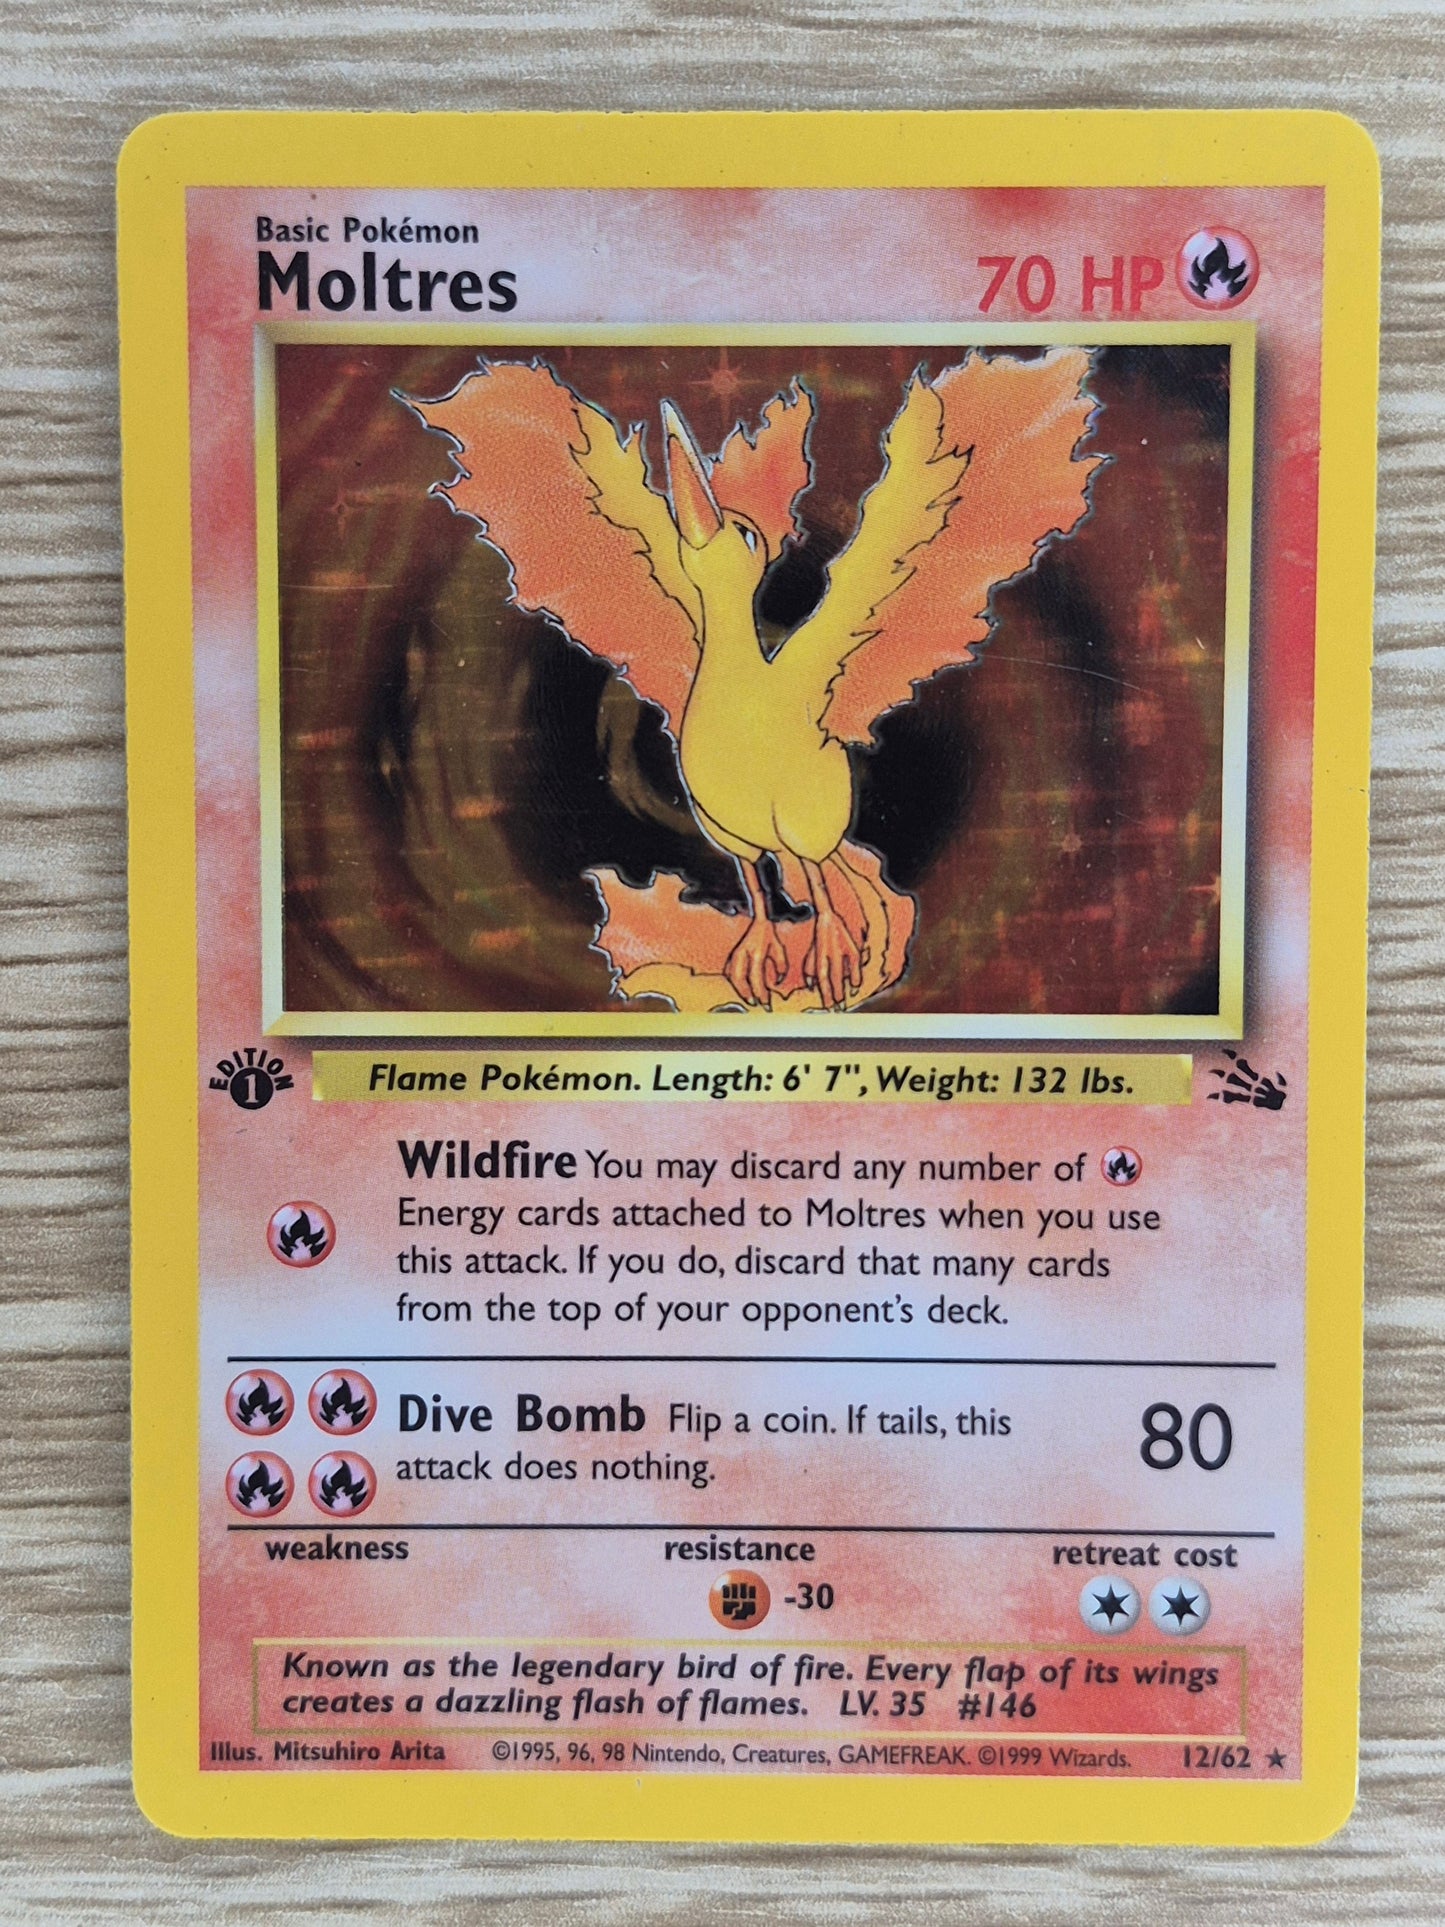 Basic Pokémon
Moltres 70 HP
EDITION 1
Flame Pokémon. Length: 6' 7", Weight: 132 lbs.
Wildfire You may discard any number of
Energy cards attached to Moltres when you use
this attack. If you do, discard that many cards
from the top of your opponent's deck.
Dive Bomb Flip a coin. If tails, this
attack does nothing.
80
weakness resistance retreat cost
-30
Known as the legendary bird of fire. Every flap of its wings
creates a dazzling flash of flames. LV. 35 #146
Illus. Mitsuhiro Arita ©1995, 96, 98 Nintendo, Creatures, GAMEFREAK. ©1999 Wizards. 12/62 ★